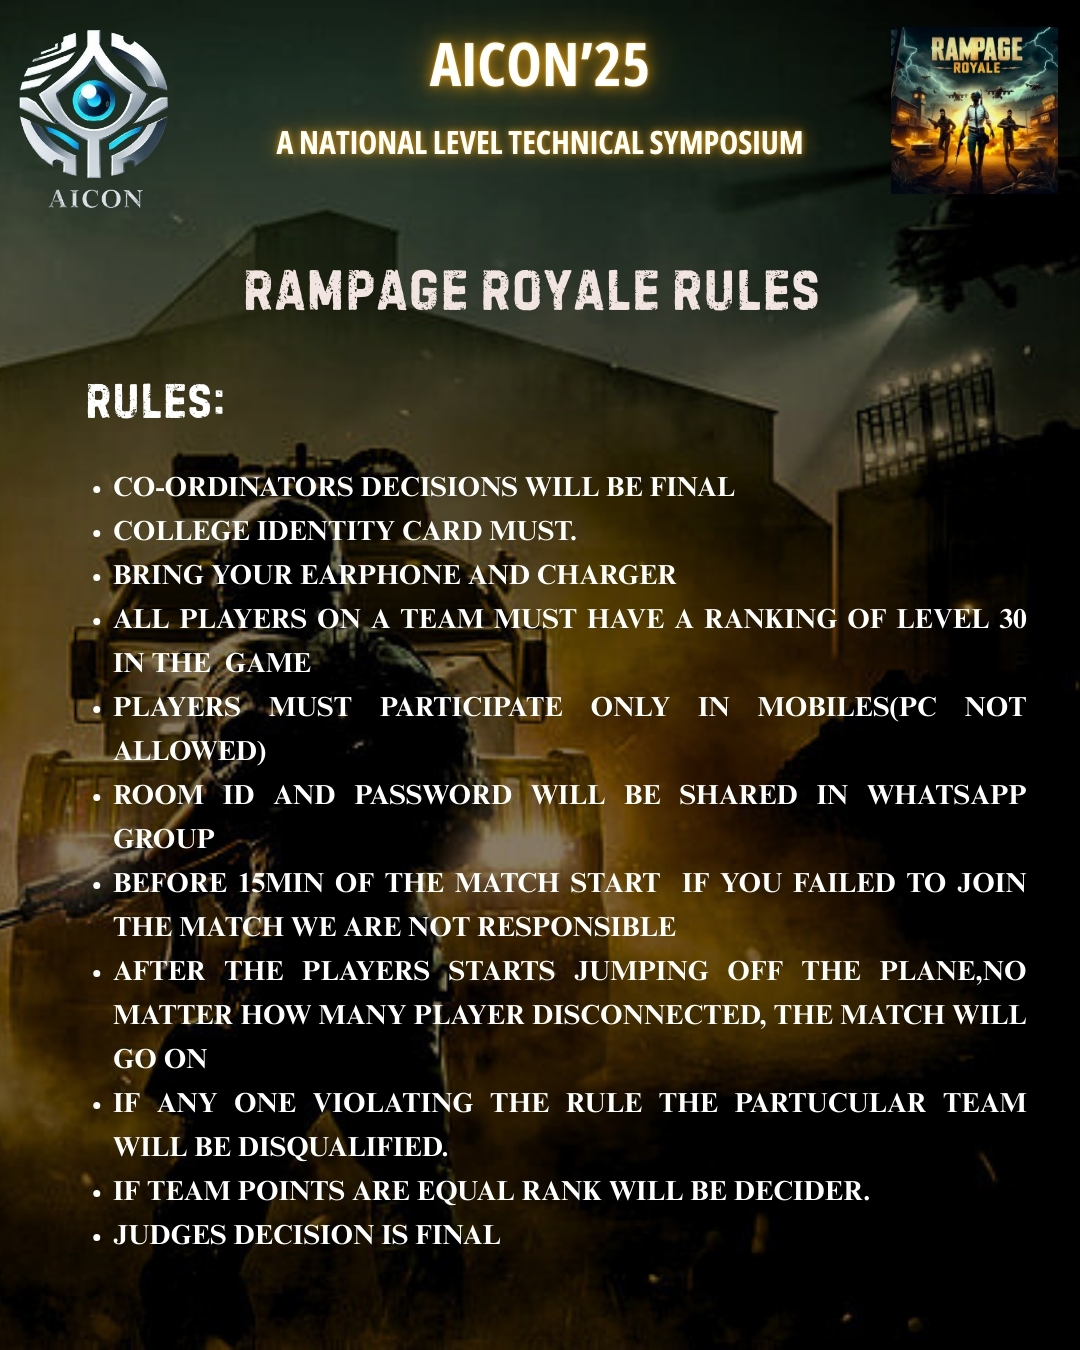 AICON'25
A NATIONAL LEVEL TECHNICAL SYMPOSIUM
AICON
RAMPAGE
ROYALE
RAMPAGE ROYALE RULES
RULES:
• CO-ORDINATORS DECISIONS WILL BE FINAL
• COLLEGE IDENTITY CARD MUST.
• BRING YOUR EARPHONE AND CHARGER
• ALL PLAYERS ON A TEAM MUST HAVE A RANKING OF LEVEL 30
IN THE GAME
• PLAYERS MUST PARTICIPATE ONLY IN MOBILES(PC NOT
ALLOWED)
• ROOM ID AND PASSWORD WILL BE SHARED IN WHATSAPP
GROUP
• BEFORE 15MIN OF THE MATCH START IF YOU FAILED TO JOIN
THE MATCH WE ARE NOT RESPONSIBLE
• AFTER THE PLAYERS STARTS JUMPING OFF THE PLANE,NO
MATTER HOW MANY PLAYER DISCONNECTED, THE MATCH WILL
GO ON
• IF ANY ONE VIOLATING THE RULE THE PARTUCULAR TEAM
WILL BE DISQUALIFIED.
• IF TEAM POINTS ARE EQUAL RANK WILL BE DECIDER.
• JUDGES DECISION IS FINAL